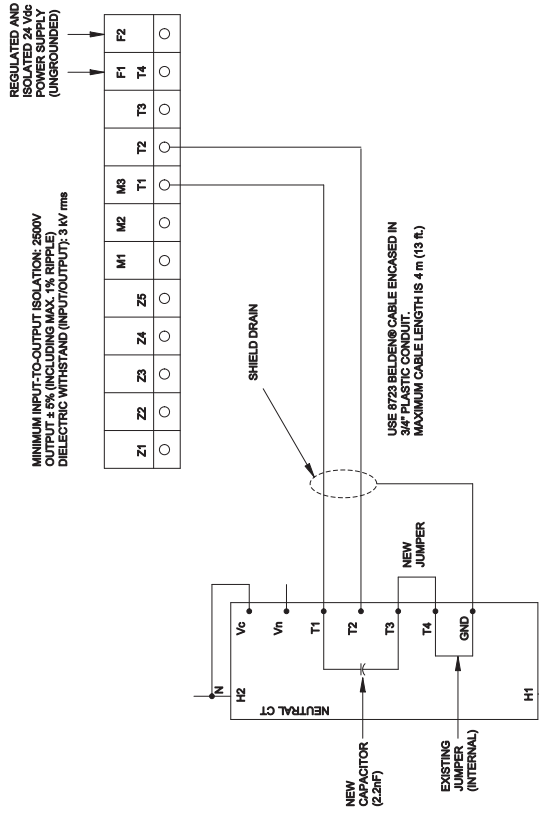 REGULATED AND
ISOLATED 24 Vdc
POWER SUPPLY
(UNGROUNDED)
MINIMUM INPUT-TO-OUTPUT ISOLATION: 2500V
OUTPUT ± 5% (INCLUDING MAX. 1% RIPPLE)
DIELECTRIC WITHSTAND (INPUT/OUTPUT): 3 kV rms
Z1 Z2 Z3 Z4 Z5 M1 M2 M3 F1 F2
T1 T2 T3 T4
SHIELD DRAIN
USE 8723 BELDEN® CABLE ENCASED IN
3/4" PLASTIC CONDUIT.
MAXIMUM CABLE LENGTH IS 4 m (13 ft.)
N
H2
NEUTRAL CT
H1
Vc
Vn
T1
T2
T3
T4
GND
NEW
JUMPER
NEW
CAPACITOR
(2.2nF)
EXISTING
JUMPER
(INTERNAL)